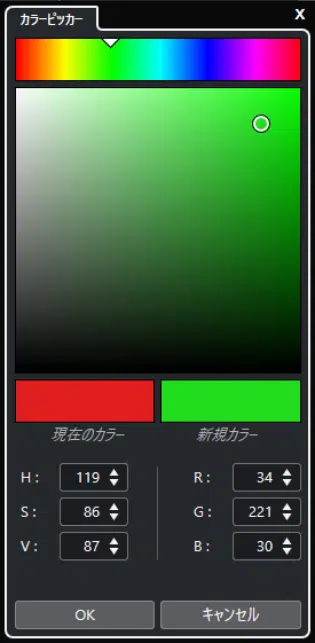 カラーピッカー
X
現在のカラー
新規カラー
H : 119
R : 34
S : 86
G : 221
V : 87
B : 30
OK
キャンセル